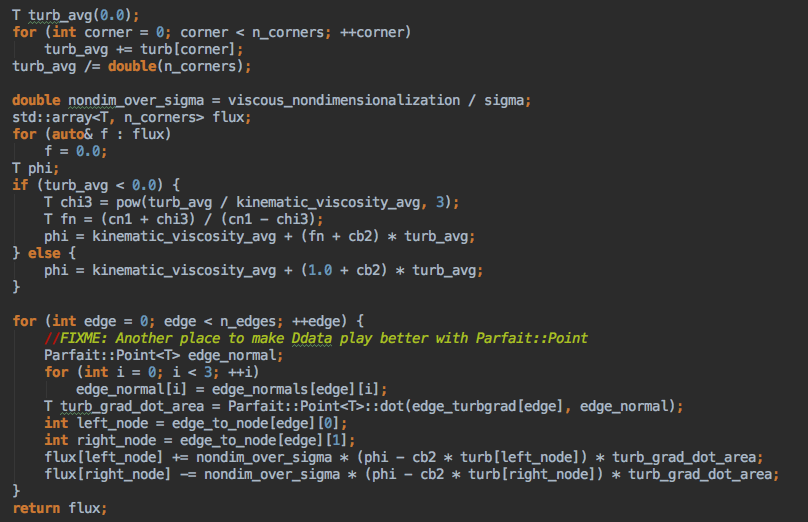 T turb_avg(0.0);
for (int corner = 0; corner < n_corners; ++corner)
    turb_avg += turb[corner];
turb_avg /= double(n_corners);

double nondim_over_sigma = viscous_nondimensionalization / sigma;
std::array<T, n_corners> flux;
for (auto& f : flux)
    f = 0.0;
T phi;
if (turb_avg < 0.0) {
    T chi3 = pow(turb_avg / kinematic_viscosity_avg, 3);
    T fn = (cn1 + chi3) / (cn1 - chi3);
    phi = kinematic_viscosity_avg + (fn + cb2) * turb_avg;
} else {
    phi = kinematic_viscosity_avg + (1.0 + cb2) * turb_avg;
}

for (int edge = 0; edge < n_edges; ++edge) {
    //FIXME: Another place to make Ddata play better with Parfait::Point
    Parfait::Point<T> edge_normal;
    for (int i = 0; i < 3; ++i)
        edge_normal[i] = edge_normals[edge][i];
    T turb_grad_dot_area = Parfait::Point<T>::dot(edge_turbgrad[edge], edge_normal);
    int left_node = edge_to_node[edge][0];
    int right_node = edge_to_node[edge][1];
    flux[left_node] += nondim_over_sigma * (phi - cb2 * turb[left_node]) * turb_grad_dot_area;
    flux[right_node] -= nondim_over_sigma * (phi - cb2 * turb[right_node]) * turb_grad_dot_area;
}
return flux;